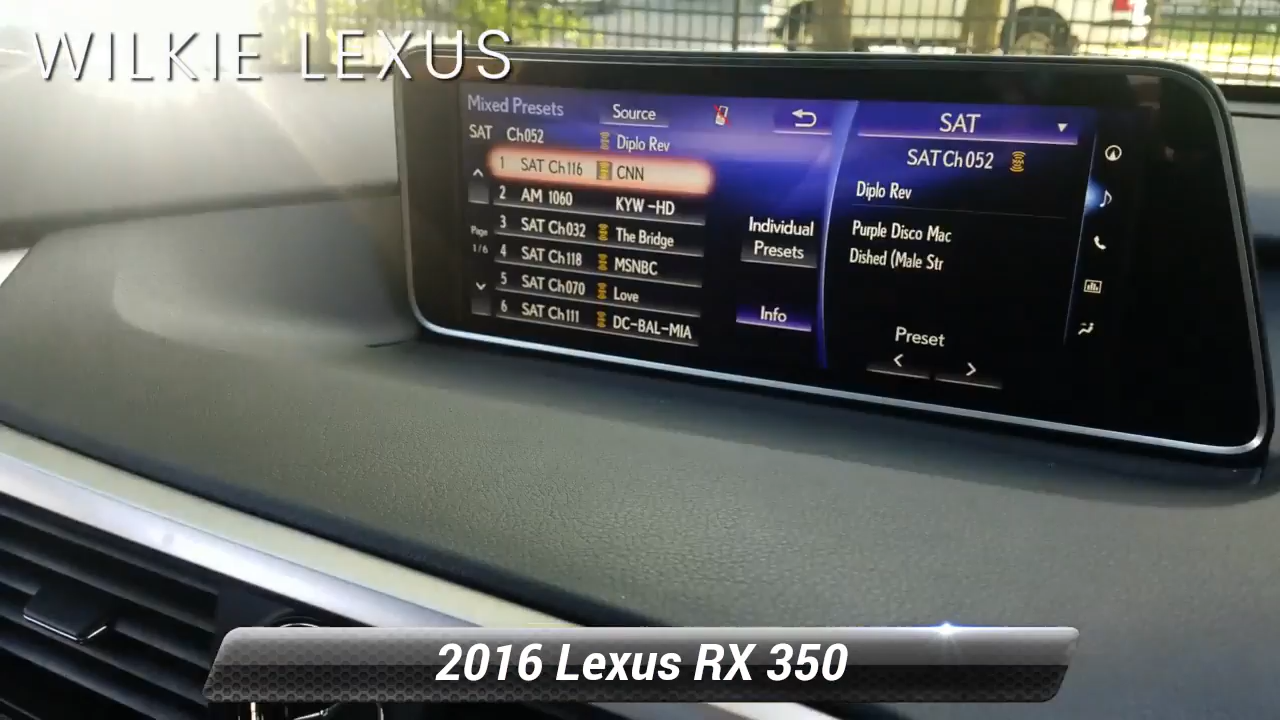 WILKIE LEXUS
Mixed Presets Source
SAT Ch052 Diplo Rev
1 SAT Ch116 CNN
2 AM 1060 KYW-HD
3 SAT Ch032 The Bridge
4 SAT Ch118 MSNBC
5 SAT Ch070 Love
6 SAT Ch111 DC-BAL-MIA
Page
1/6
Individual
Presets
Info
SAT
SAT Ch 052
Diplo Rev
Purple Disco Mac
Dished (Male Str
Preset
2016 Lexus RX 350